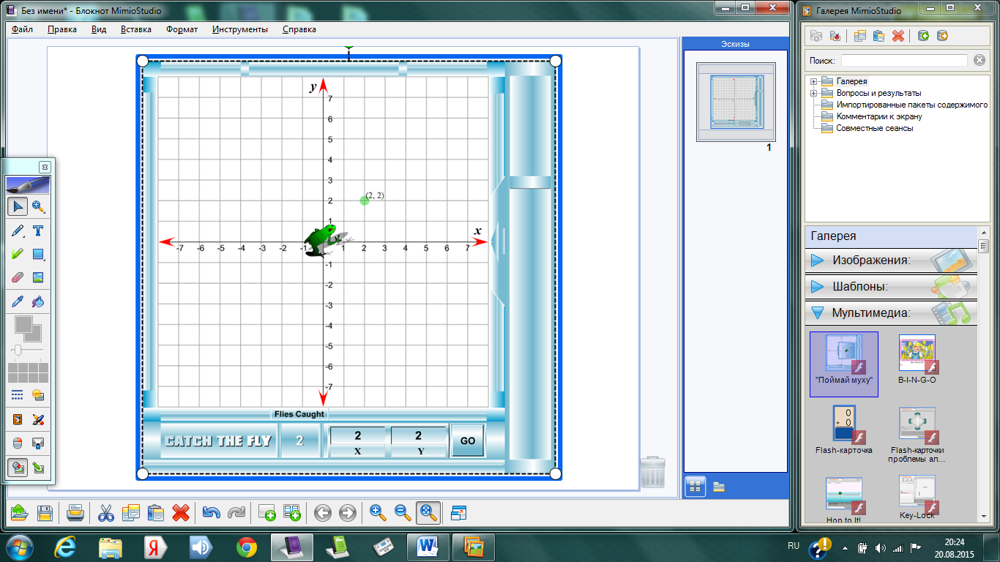 Без имени* - Блокнот MimioStudio
Файл Правка Вид Вставка Формат Инструменты Справка
y
7
6
5
4
3
2
1
(2, 2)
x
-7 -6 -5 -4 -3 -2 -1 1 2 3 4 5 6 7
-1
-2
-3
-4
-5
-6
-7
Flies Caught
CATCH THE FLY 2 2 2 GO
X Y
Эскизы
1
Галерея MimioStudio
Поиск:
Галерея
Вопросы и результаты
Импортированные пакеты содержимого
Комментарии к экрану
Совместные сеансы
Галерея
Изображения:
Шаблоны:
Мультимедиа:
"Поймай муху" B-I-N-G-O
0
+ 0
Flash-карточка Flash-карточки
проблемы ал...
Hop to It! Key-Lock
RU 20:24
20.08.2015